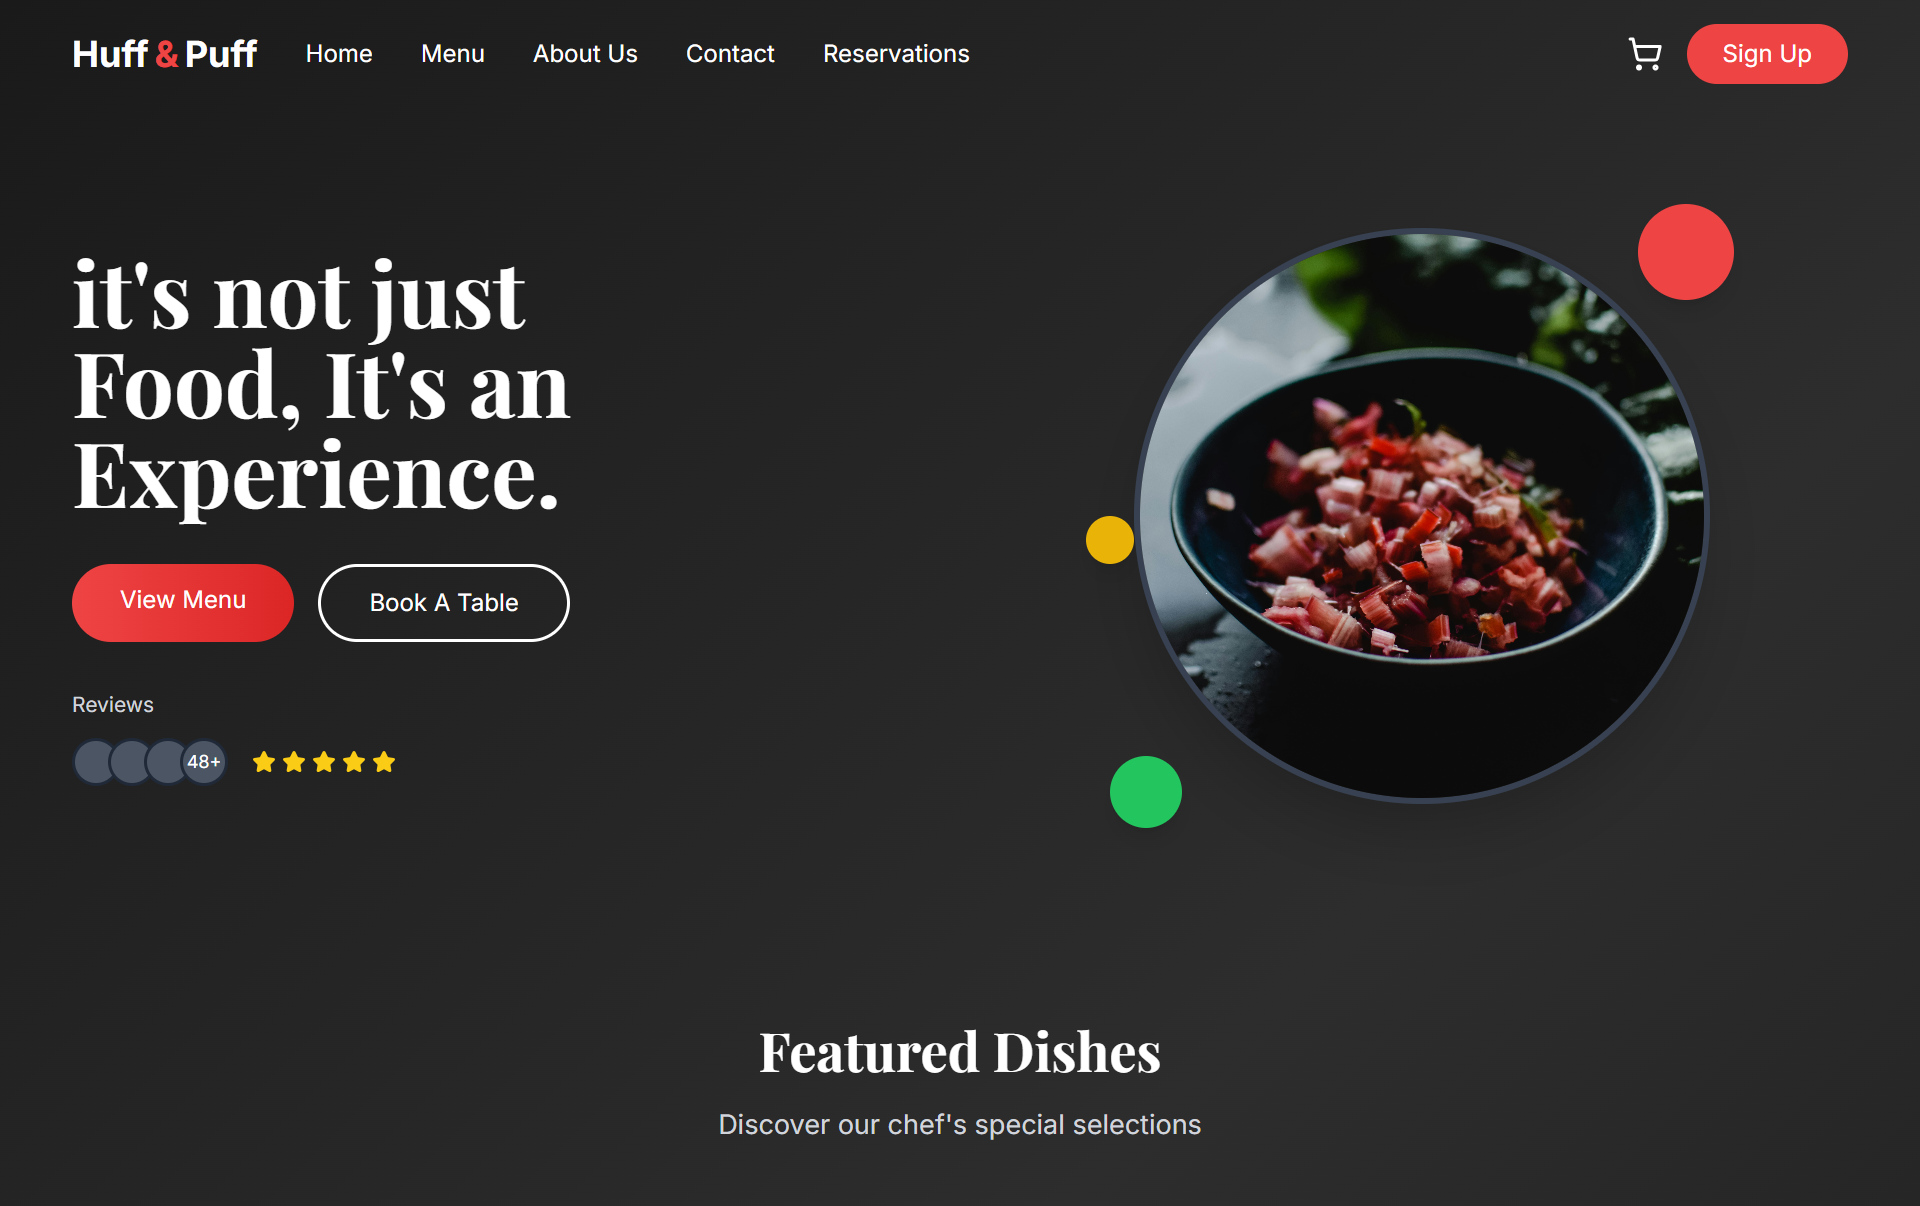 Huff & Puff Home Menu About Us Contact Reservations Sign Up
it's not just
Food, It's an
Experience.
View Menu Book A Table
Reviews
48+
Featured Dishes
Discover our chef's special selections